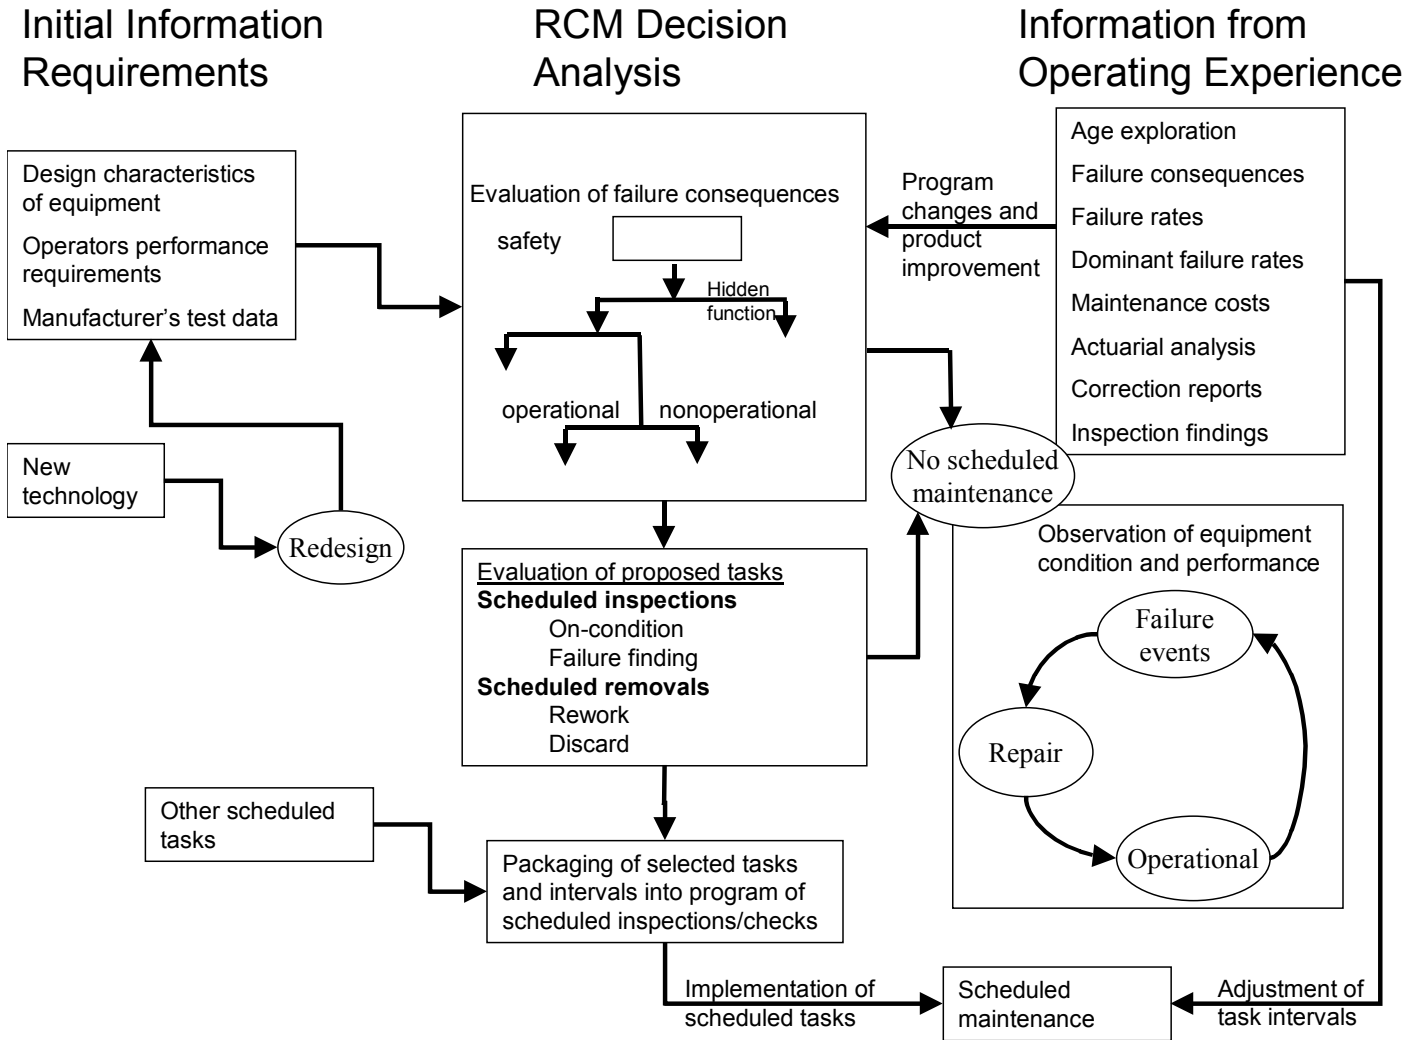 Initial Information
Requirements
RCM Decision
Analysis
Information from
Operating Experience
Design characteristics
of equipment
Operators performance
requirements
Manufacturer's test data
New
technology
Redesign
Evaluation of failure consequences
safety
Hidden
function
operational
nonoperational
Program
changes and
product
improvement
Age exploration
Failure consequences
Failure rates
Dominant failure rates
Maintenance costs
Actuarial analysis
Correction reports
Inspection findings
No scheduled
maintenance
Evaluation of proposed tasks
Scheduled inspections
On-condition
Failure finding
Scheduled removals
Rework
Discard
Observation of equipment
condition and performance
Failure
events
Repair
Operational
Other scheduled
tasks
Packaging of selected tasks
and intervals into program of
scheduled inspections/checks
Implementation of
scheduled tasks
Scheduled
maintenance
Adjustment of
task intervals